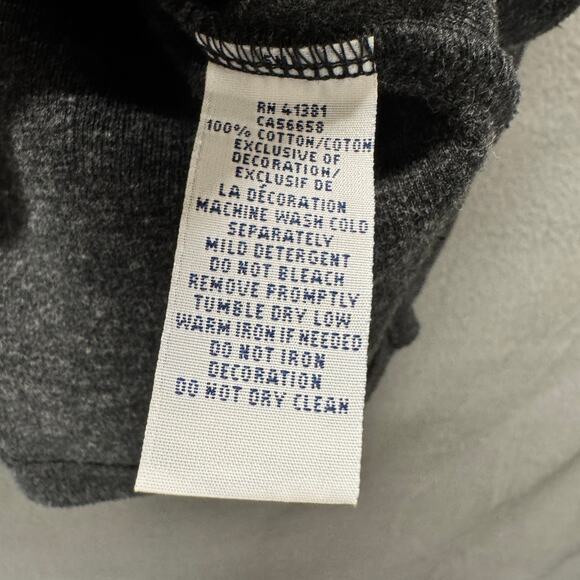 RN 41381
CA56658
100% COTTON/COTON
EXCLUSIVE OF
DECORATION/
EXCLUSIF DE
LA DÉCORATION
MACHINE WASH COLD
SEPARATELY
MILD DETERGENT
DO NOT BLEACH
REMOVE PROMPTLY
TUMBLE DRY LOW
WARM IRON IF NEEDED
DO NOT IRON
DECORATION
DO NOT DRY CLEAN